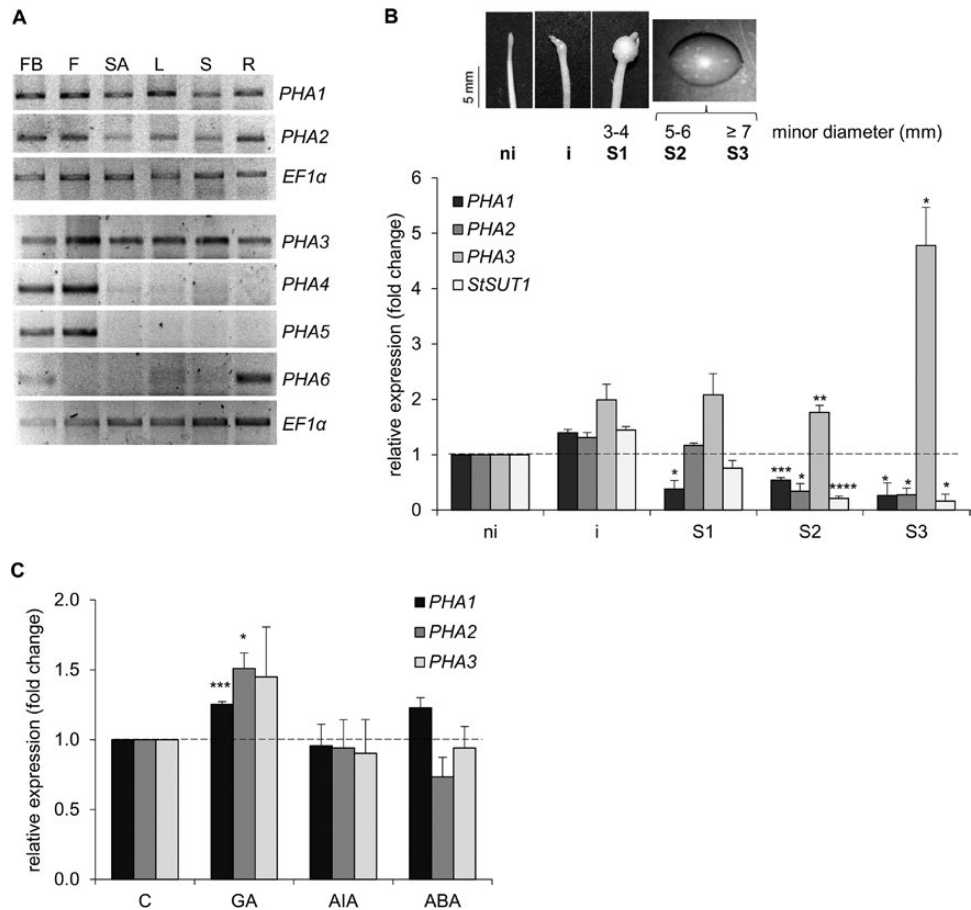 A
FB F SA L S R
PHA1
PHA2
EF1α
PHA3
PHA4
PHA5
PHA6
EF1α
B
5 mm
3-4 5-6 ≥ 7 minor diameter (mm)
ni i S1 S2 S3
relative expression (fold change)
6
5
4
3
2
1
0
PHA1
PHA2
PHA3
StSUT1
*
*** * ** ****
* * * *
ni i S1 S2 S3
C
relative expression (fold change)
2.0
1.5
1.0
0.5
0.0
PHA1
PHA2
PHA3
*** *
C GA AIA ABA